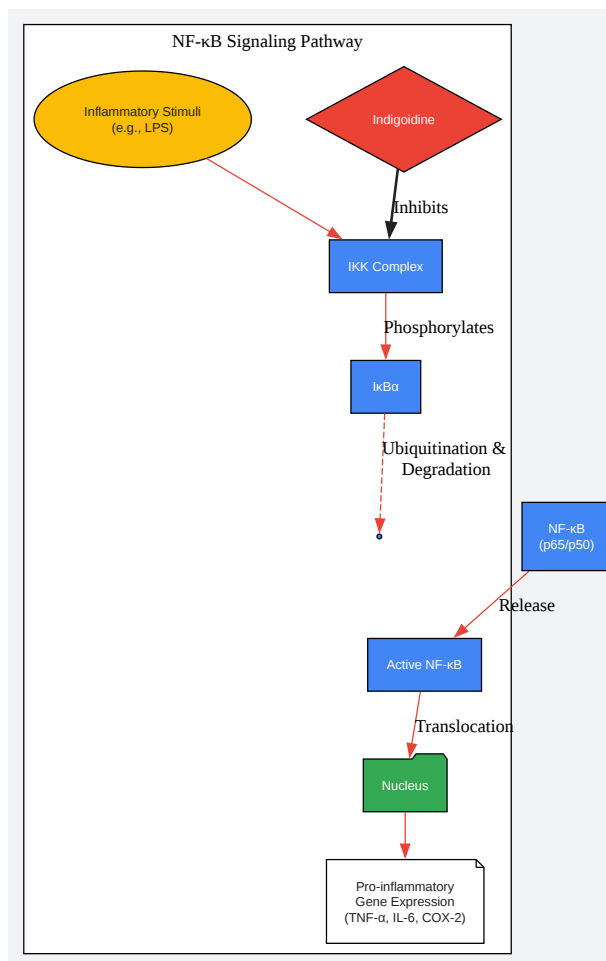 NF-κB Signaling Pathway
Inflammatory Stimuli
(e.g., LPS)
Indigoidine
Inhibits
IKK Complex
Phosphorylates
IκBα
Ubiquitination &
Degradation
NF-κB
(p65/p50)
Release
Active NF-κB
Translocation
Nucleus
Pro-inflammatory
Gene Expression
(TNF-α, IL-6, COX-2)